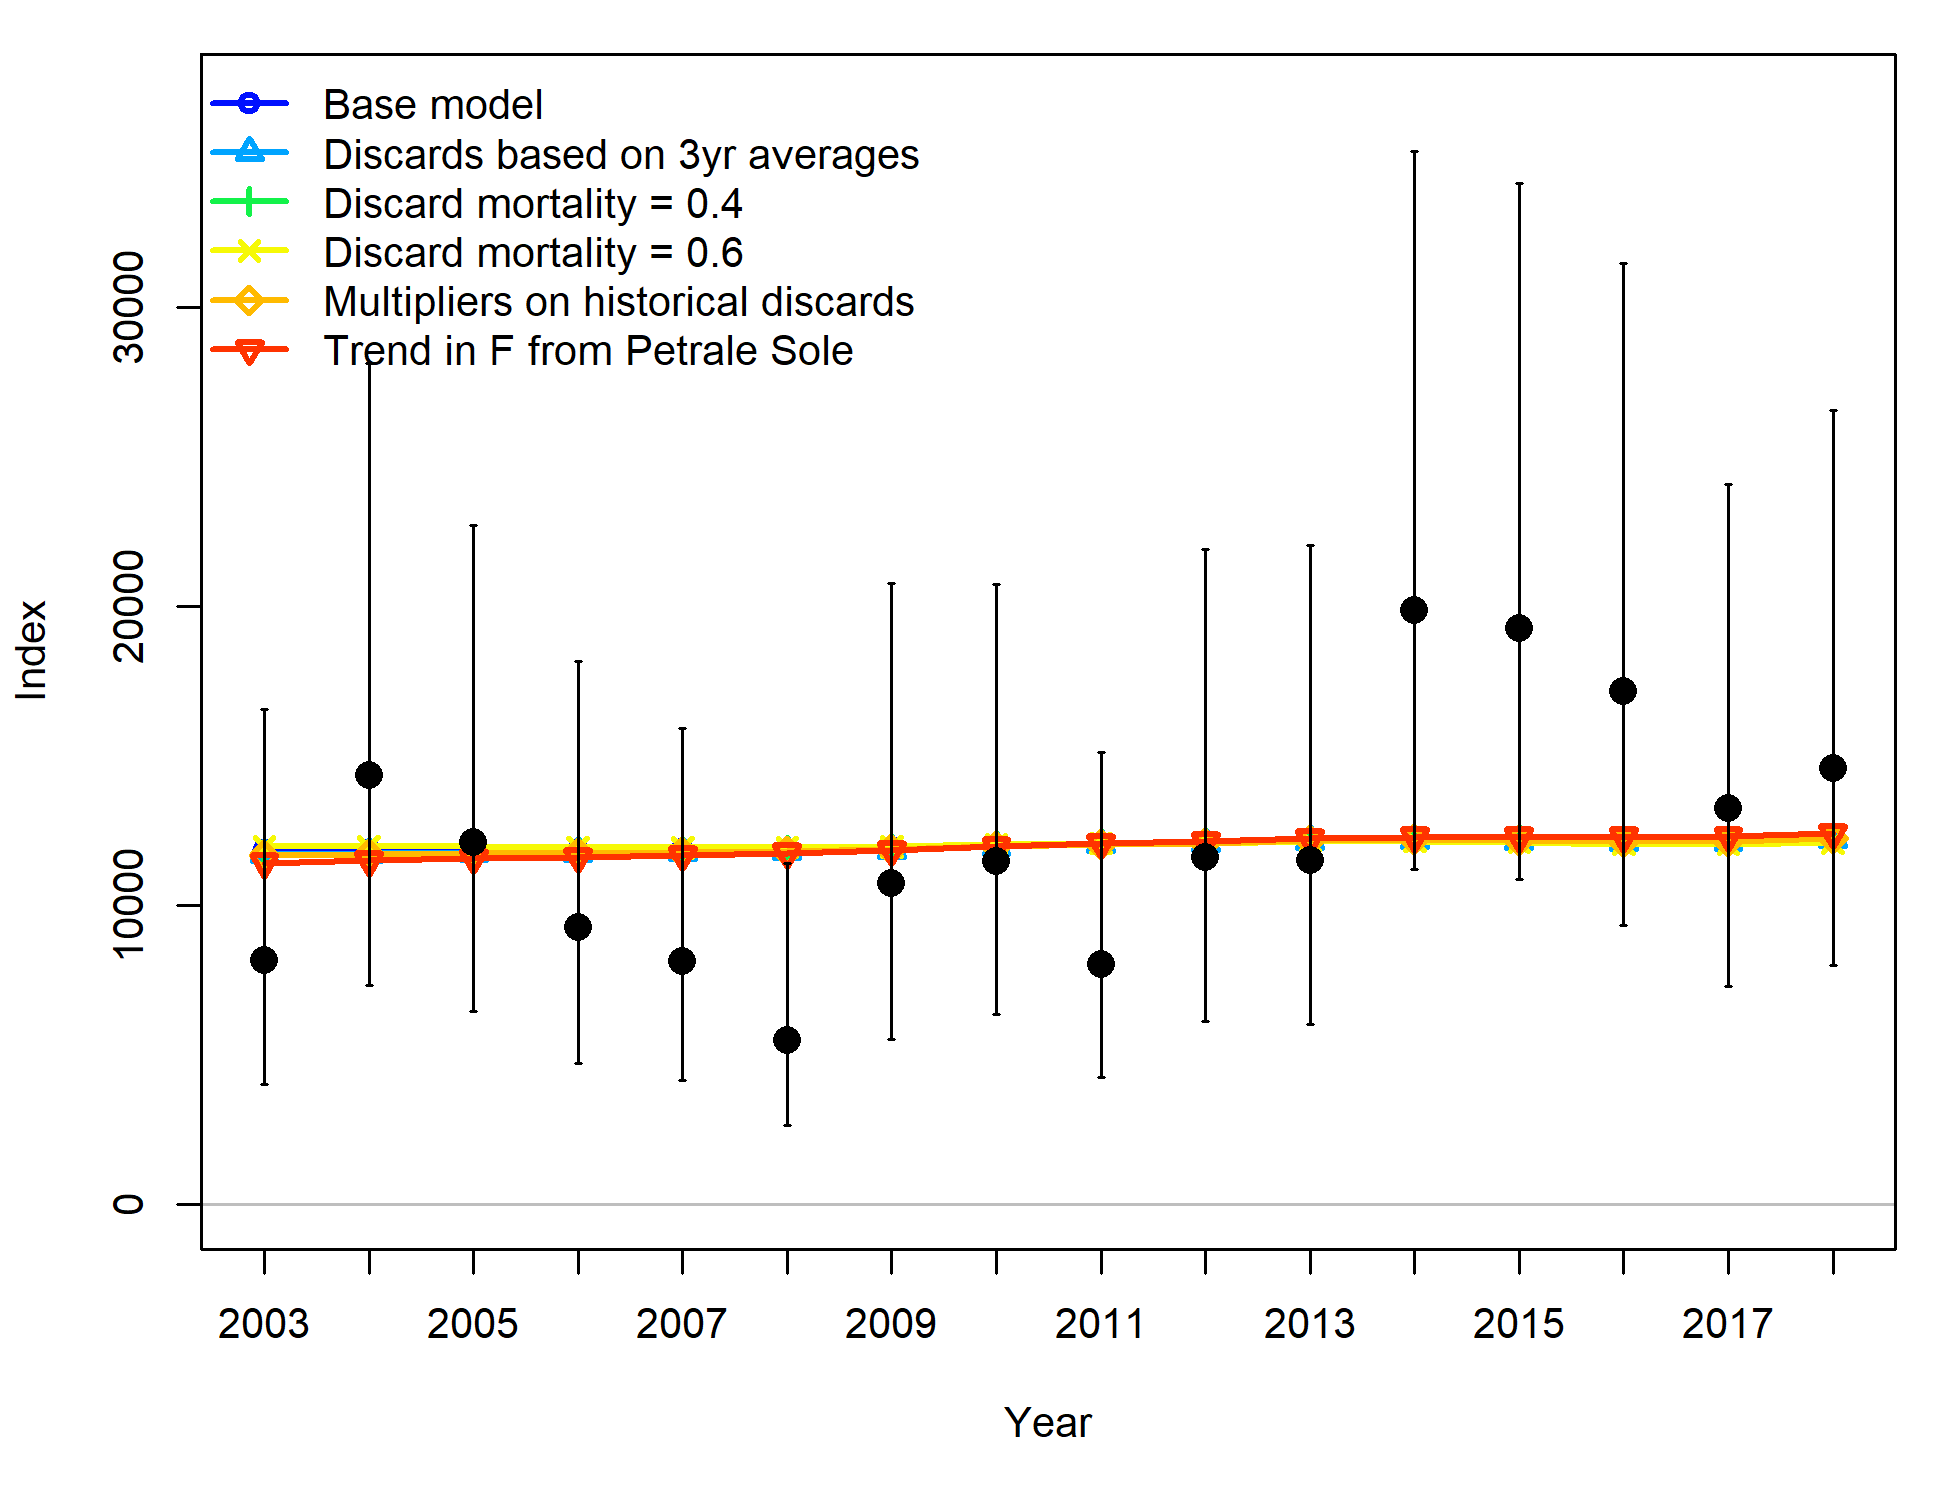 Base model
Discards based on 3yr averages
Discard mortality = 0.4
Discard mortality = 0.6
Multipliers on historical discards
Trend in F from Petrale Sole
30000
20000
10000
0
Index
2003 2005 2007 2009 2011 2013 2015 2017
Year